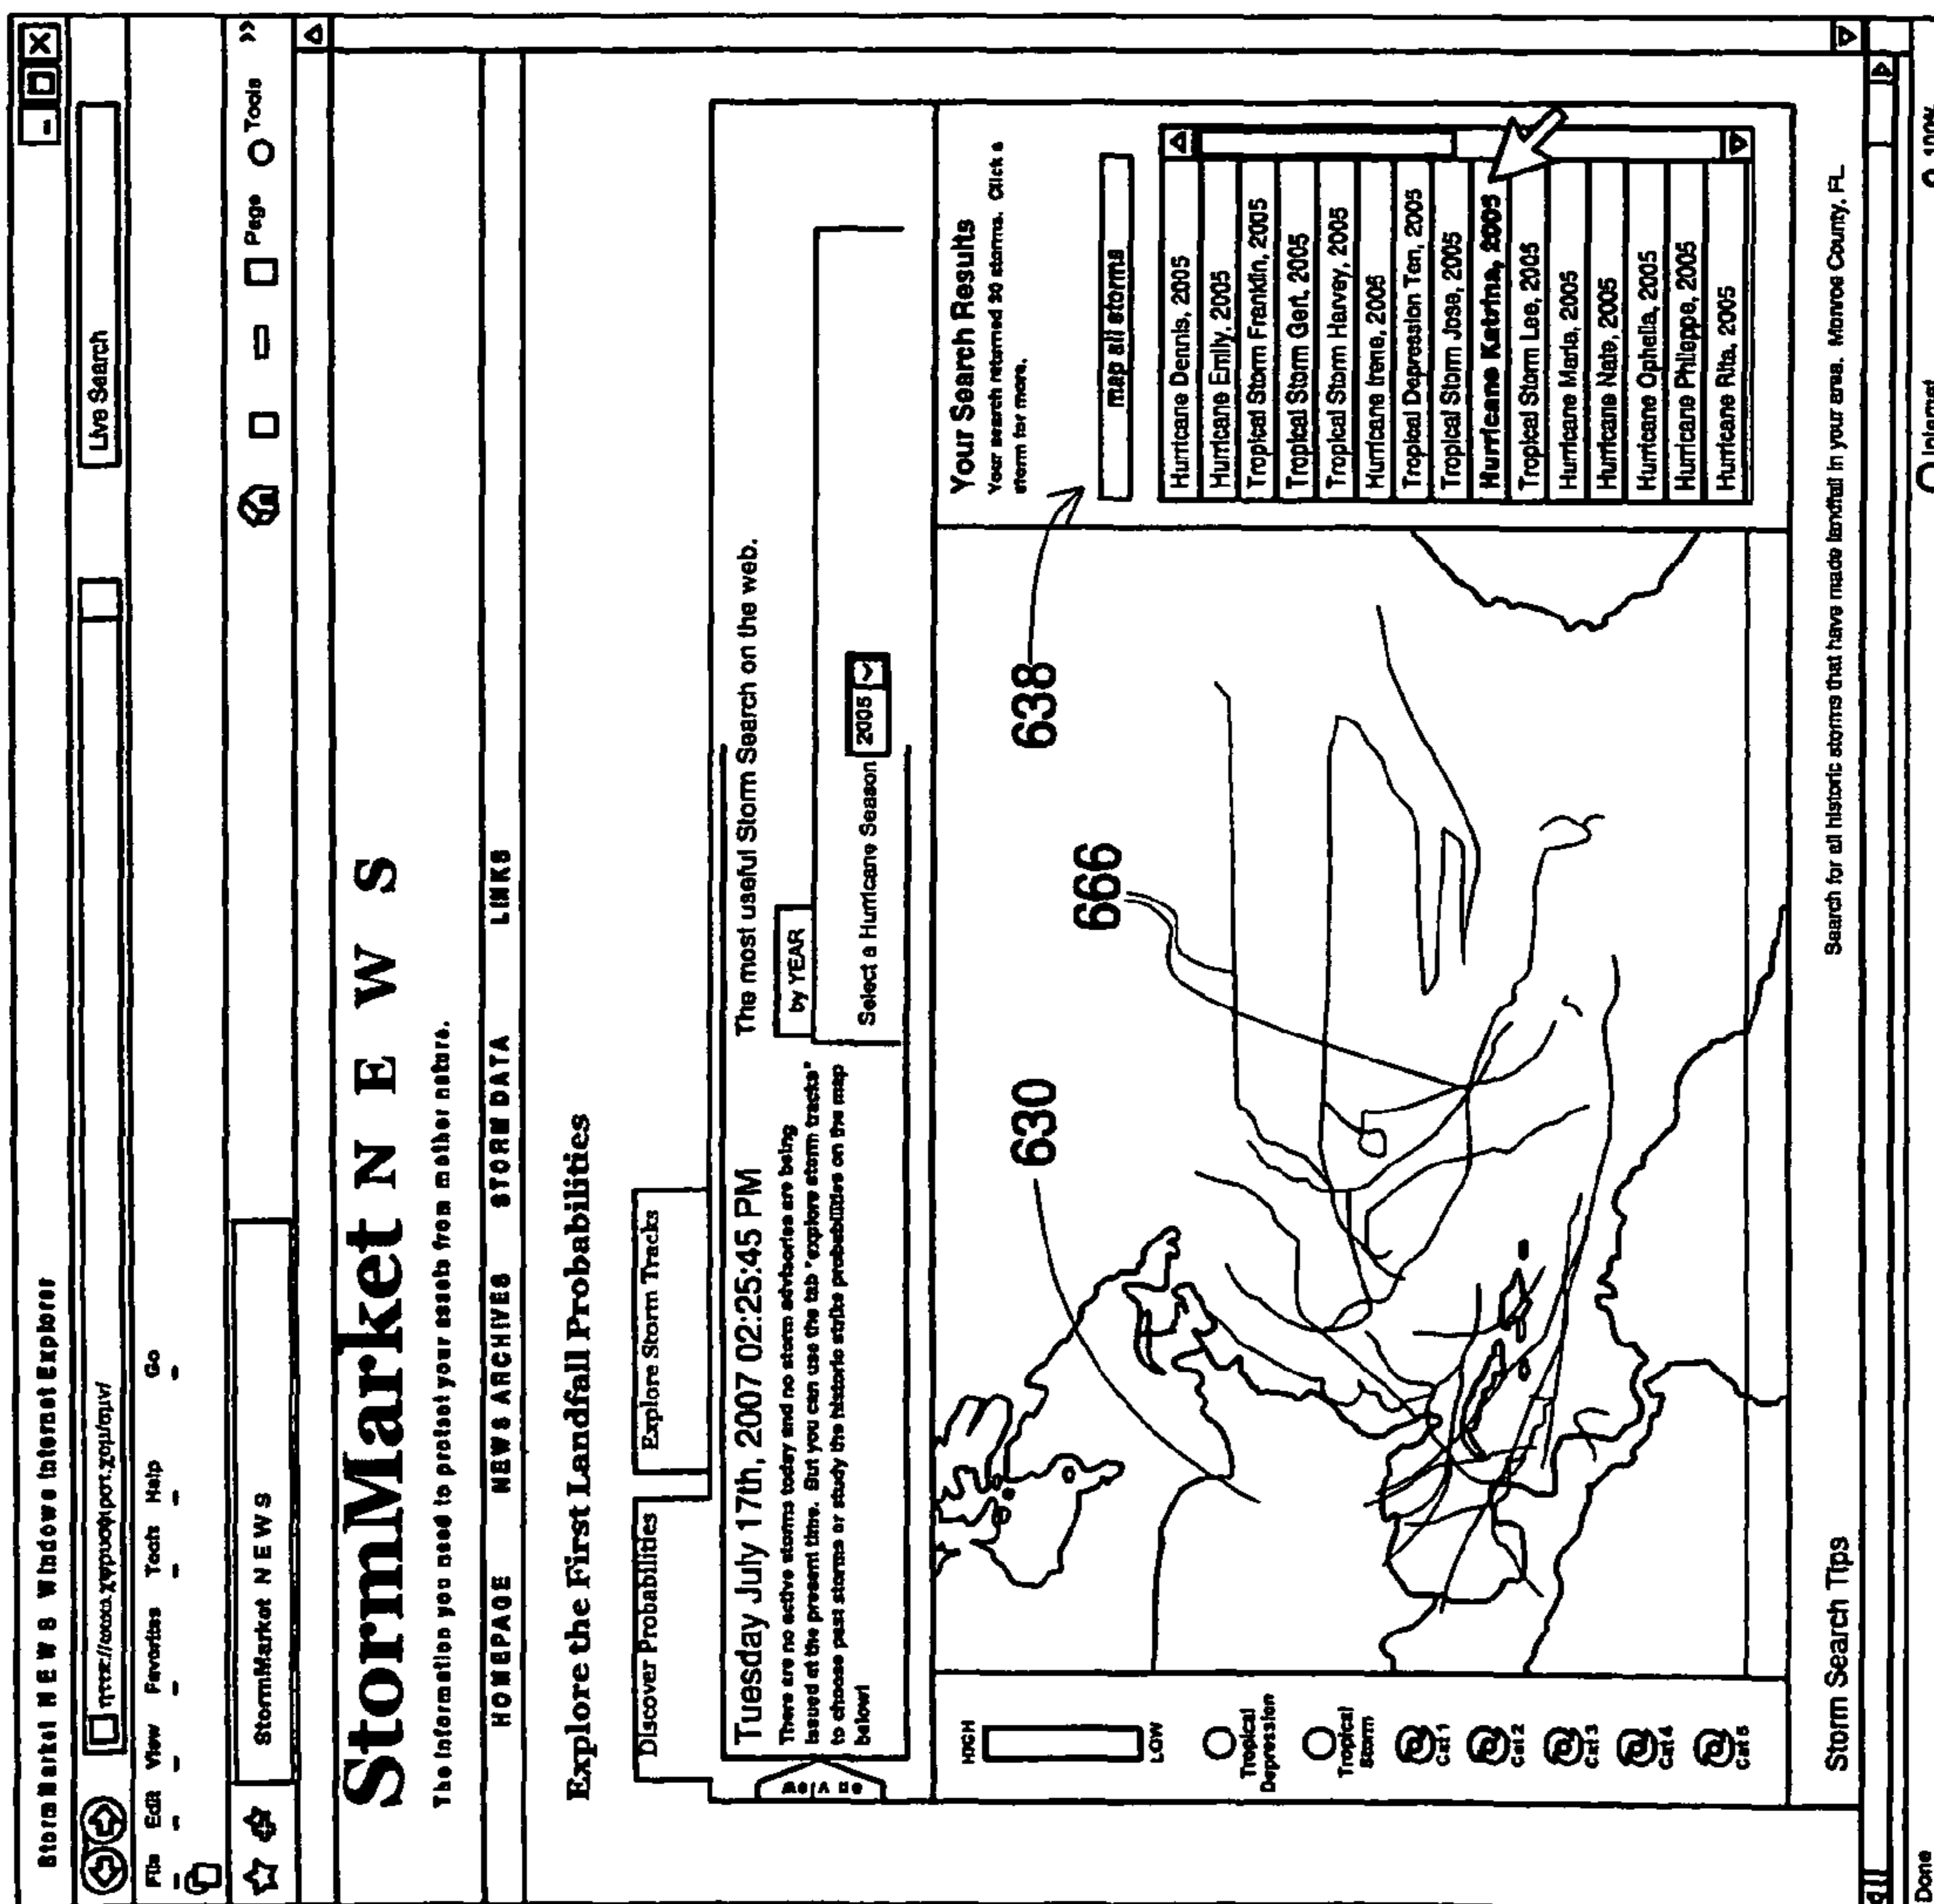 StormMarket NEWS Windows Internet Explorer
ηττπ://ωωω.χψρυσφιροτ.χομ/σμν/
Live Search
File Edit View Favorites Tools Help Go
StormMarket NEWS
Page Tools »
StormMarket NEWS
The information you need to protect your assets from mother nature.
HOMEPAGE NEWS ARCHIVES STORM DATA LINKS
Explore the First Landfall Probabilities
Discover Probabilities
Explore Storm Tracks
Tuesday July 17th, 2007 02:25:45 PM
There are no active storms today and no storm advisories are being
issued at the present time. But you can use the tab "explore storm tracks"
to choose past storms or study the historic strike probabilities on the map
below!
The most useful Storm Search on the web.
by YEAR
Select a Hurricane Season 2005
HIGH
LOW
Tropical
Depression
Tropical
Storm
Cat 1
Cat 2
Cat 3
Cat 4
Cat 5
630
666
638
Your Search Results
Your search returned 30 storms. Click a
storm for more.
map all storms
Hurricane Dennis, 2005
Hurricane Emily, 2005
Tropical Storm Franklin, 2005
Tropical Storm Gert, 2005
Tropical Storm Harvey, 2005
Hurricane Irene, 2005
Tropical Depression Ten, 2005
Tropical Storm Jose, 2005
Hurricane Katrina, 2005
Tropical Storm Lee, 2005
Hurricane Maria, 2005
Hurricane Nate, 2005
Hurricane Ophelia, 2005
Hurricane Philippe, 2005
Hurricane Rita, 2005
Storm Search Tips
Search for all historic storms that have made landfall in your area. Monroe County, FL
Done
100%